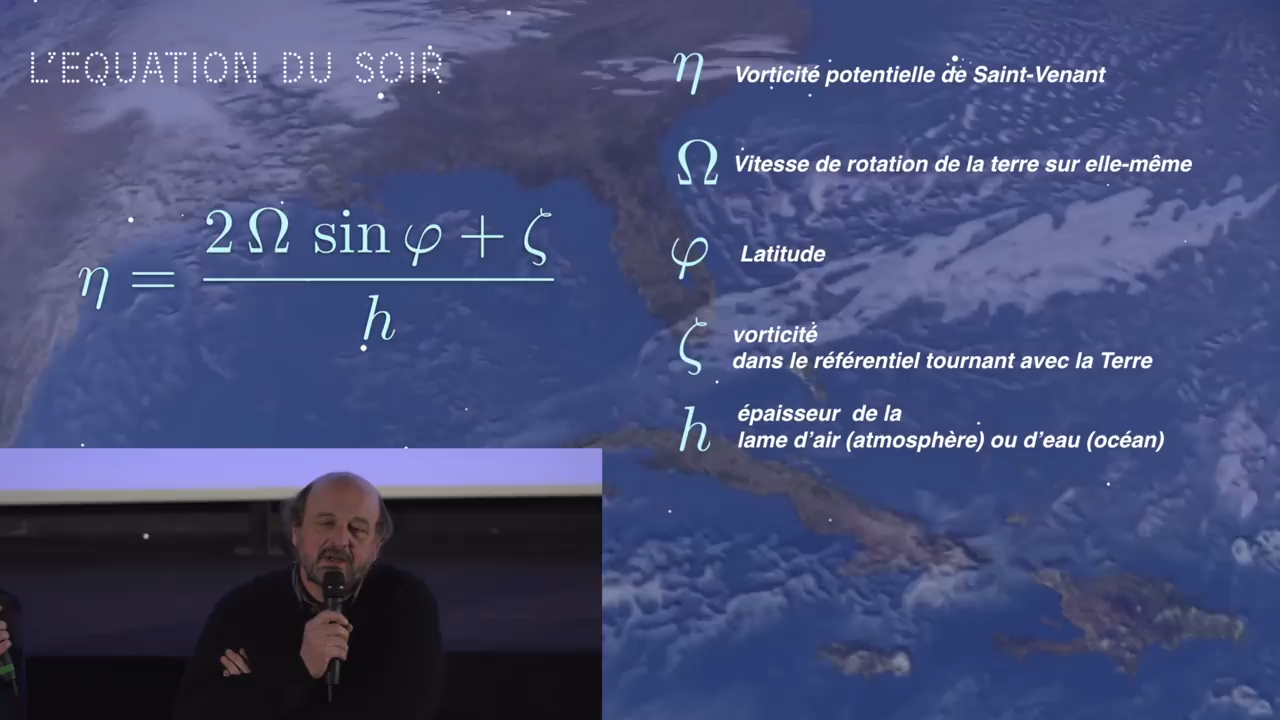 L'EQUATION DU SOIR
η = (2 Ω sin φ + ζ) / h
η Vorticité potentielle de Saint-Venant
Ω Vitesse de rotation de la terre sur elle-même
φ Latitude
ζ vorticité
dans le référentiel tournant avec la Terre
h épaisseur de la
lame d'air (atmosphère) ou d'eau (océan)